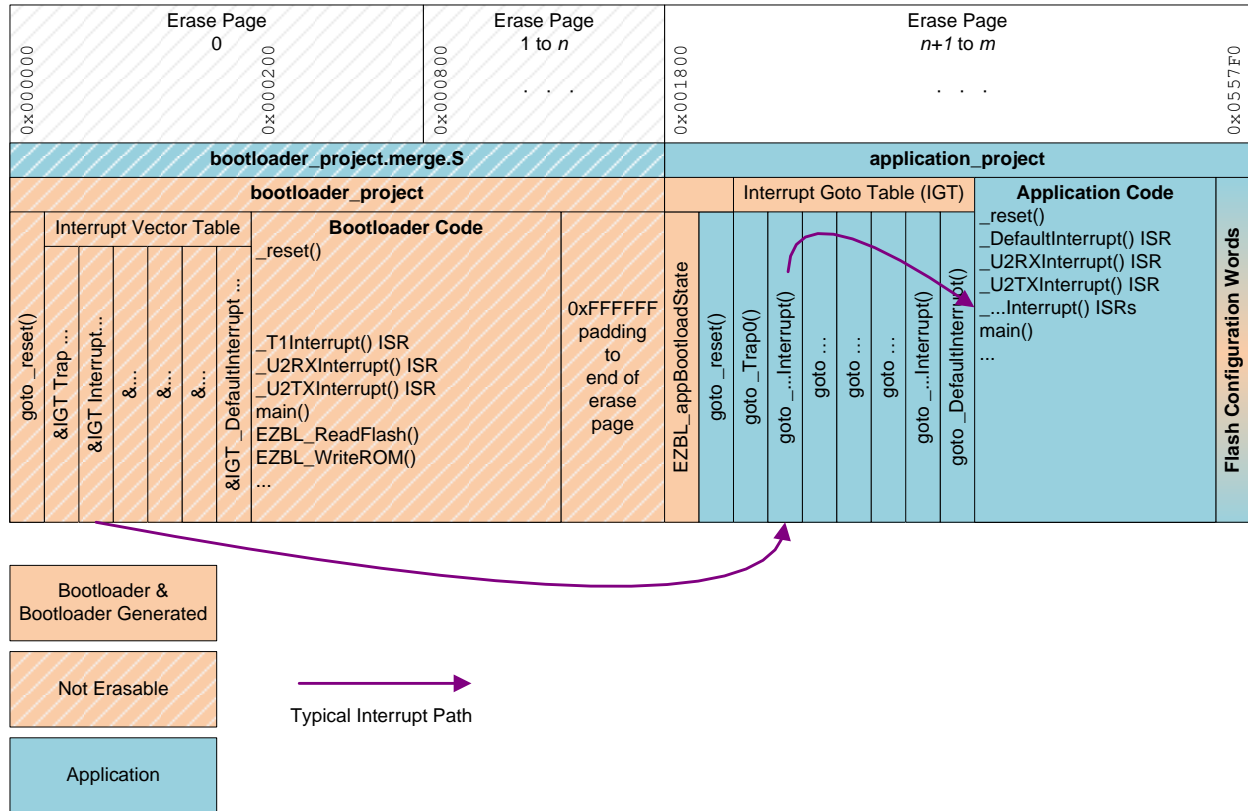 Erase Page
0
Erase Page
1 to n
Erase Page
n+1 to m
0x000000
0x000200
0x000800
. . .
0x001800
. . .
0x0557F0
bootloader_project.merge.S
application_project
bootloader_project
Interrupt Goto Table (IGT)
Interrupt Vector Table
goto _reset()
&IGT Trap ...
&IGT Interrupt...
&...
&...
&...
&IGT _DefaultInterrupt ...
Bootloader Code
_reset()
_T1Interrupt() ISR
_U2RXInterrupt() ISR
_U2TXInterrupt() ISR
main()
EZBL_ReadFlash()
EZBL_WriteROM()
...
0xFFFFFF
padding
to
end of
erase
page
EZBL_appBootloadState
goto _reset()
goto _Trap0()
goto _...Interrupt()
goto ...
goto ...
goto ...
goto _...Interrupt()
goto _DefaultInterrupt()
Application Code
_reset()
_DefaultInterrupt() ISR
_U2RXInterrupt() ISR
_U2TXInterrupt() ISR
_...Interrupt() ISRs
main()
...
Flash Configuration Words
Bootloader &
Bootloader Generated
Not Erasable
Application
Typical Interrupt Path